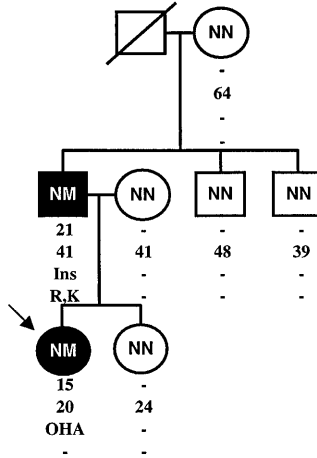 NN
-
64
-
-
NM NN NN NN
21 - - -
41 41 48 39
Ins - - -
R,K - - -
NM NN
15 -
20 24
OHA -
- -